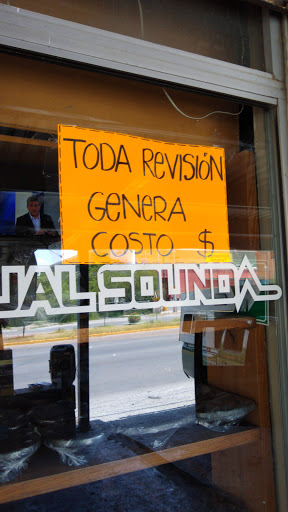 TODA REVISIÓN
GENERA
COSTO $
UAL SOUND